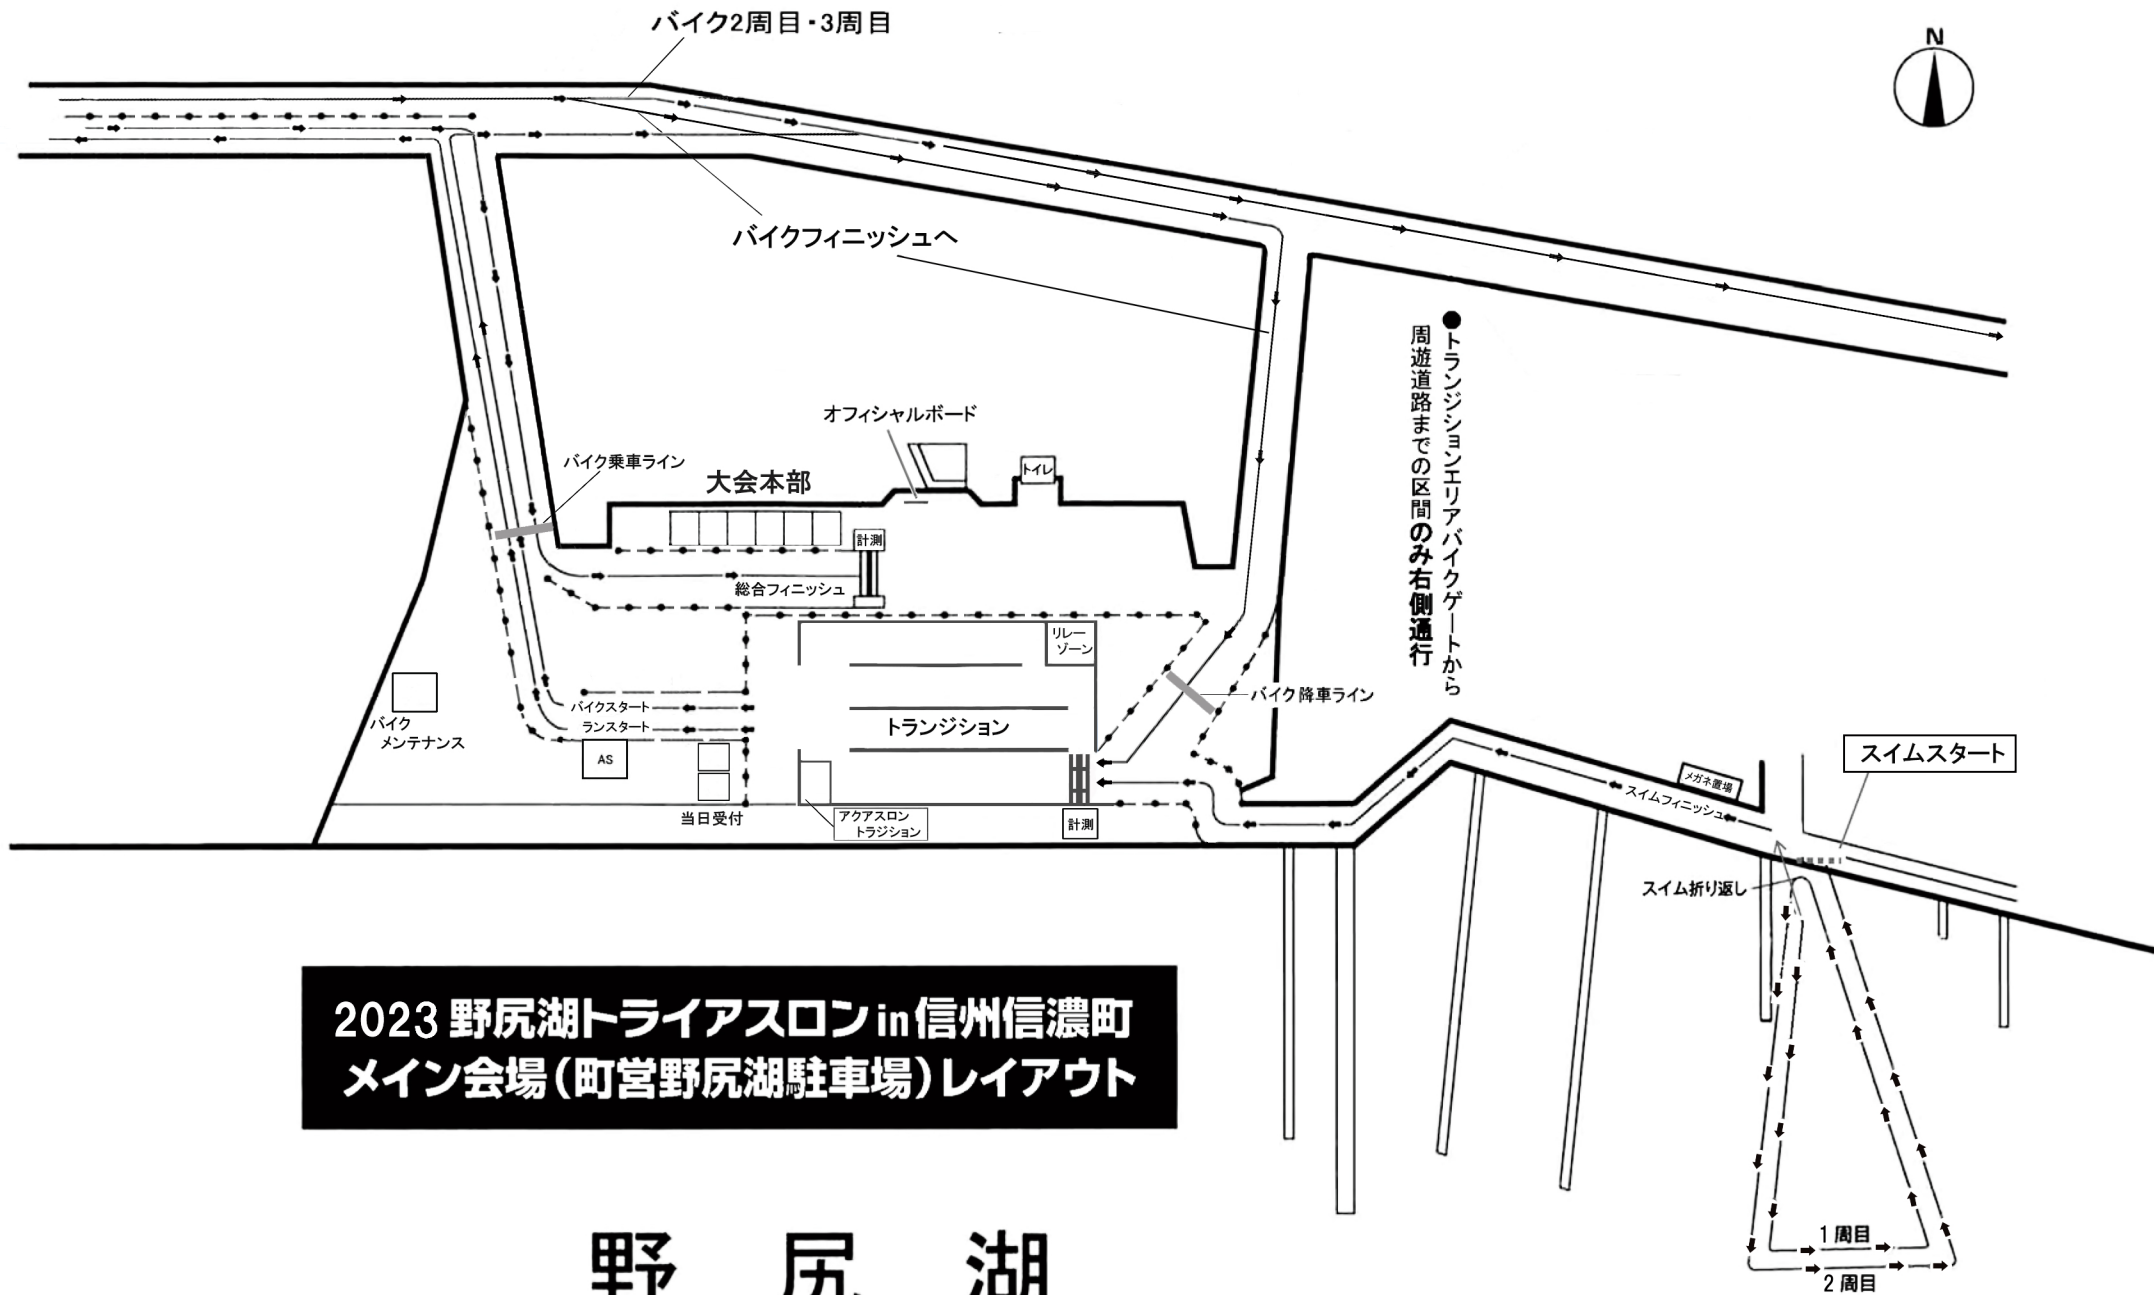 バイク2周目・3周目
N
バイクフィニッシュへ
●トランジションエリアバイクゲートから
周遊道路までの区間のみ右側通行
オフィシャルボード
バイク乗車ライン
大会本部
トイレ
計測
総合フィニッシュ
リレー
ゾーン
バイク降車ライン
バイクスタート
ランスタート
トランジション
バイク
メンテナンス
AS
当日受付
アクアスロン
トラジション
計測
スイムスタート
メガネ置場
スイムフィニッシュ
スイム折り返し
2023 野尻湖トライアスロン in 信州信濃町
メイン会場(町営野尻湖駐車場)レイアウト
1周目
2周目
野尻湖